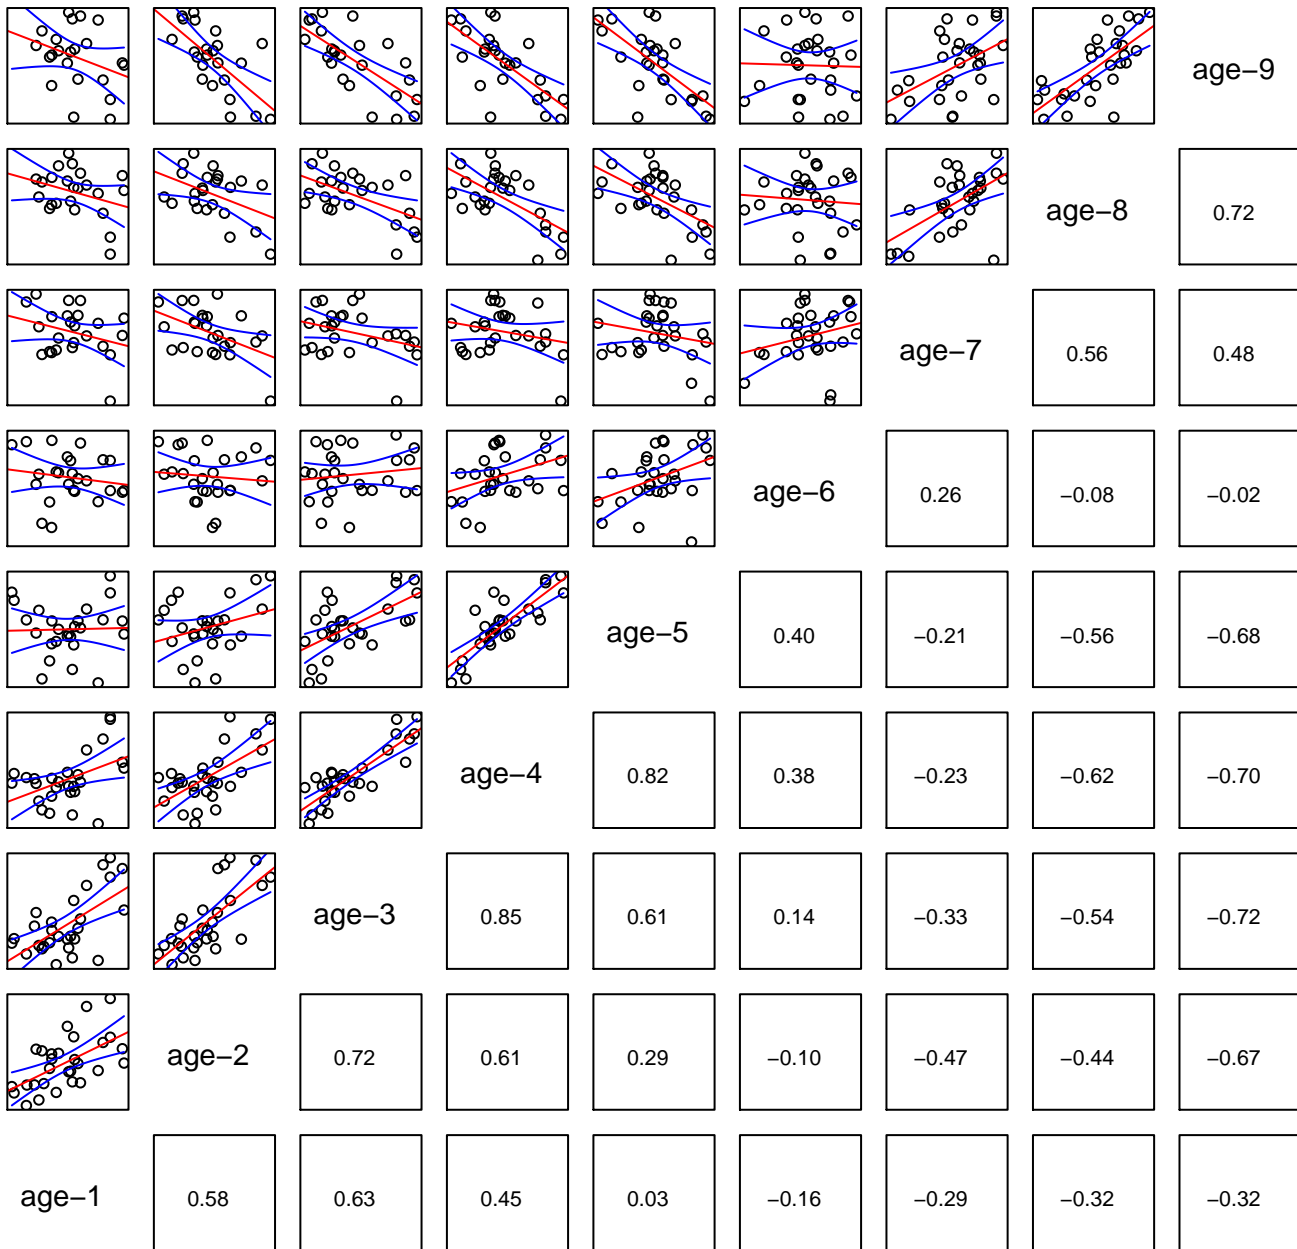 age−9
age−8 0.72
age−7 0.56 0.48
age−6 0.26 −0.08 −0.02
age−5 0.40 −0.21 −0.56 −0.68
age−4 0.82 0.38 −0.23 −0.62 −0.70
age−3 0.85 0.61 0.14 −0.33 −0.54 −0.72
age−2 0.72 0.61 0.29 −0.10 −0.47 −0.44 −0.67
age−1 0.58 0.63 0.45 0.03 −0.16 −0.29 −0.32 −0.32